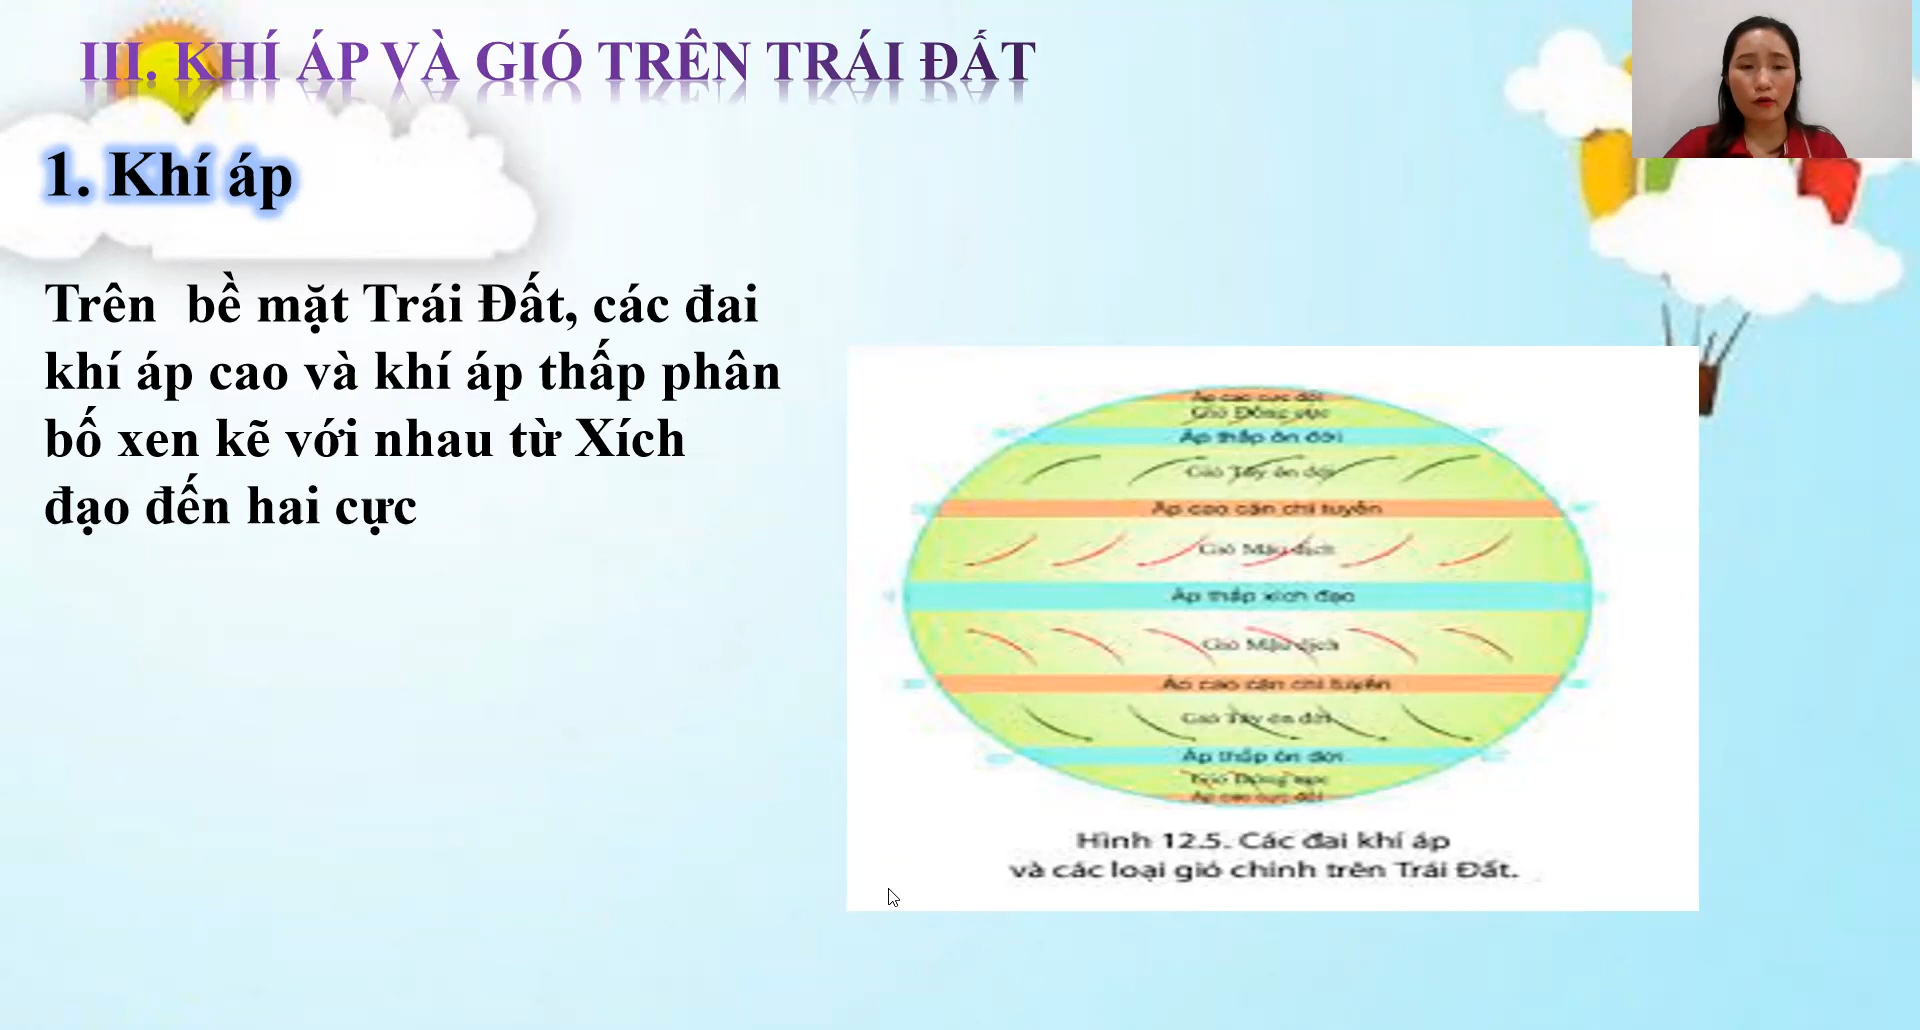 III. KHÍ ÁP VÀ GIÓ TRÊN TRÁI ĐẤT
1. Khí áp
Trên bề mặt Trái Đất, các đai
khí áp cao và khí áp thấp phân
bố xen kẽ với nhau từ Xích
đạo đến hai cực
Áp cao cực đới
Gió Đông cực
Áp thấp ôn đới
Gió Tây ôn đới
Áp cao cận chí tuyến
Gió Mậu dịch
Áp thấp xích đạo
Gió Mậu dịch
Áp cao cận chí tuyến
Gió Tây ôn đới
Áp thấp ôn đới
Gió Đông cực
Áp cao cực đới
Hình 12.5. Các đai khí áp
và các loại gió chính trên Trái Đất.